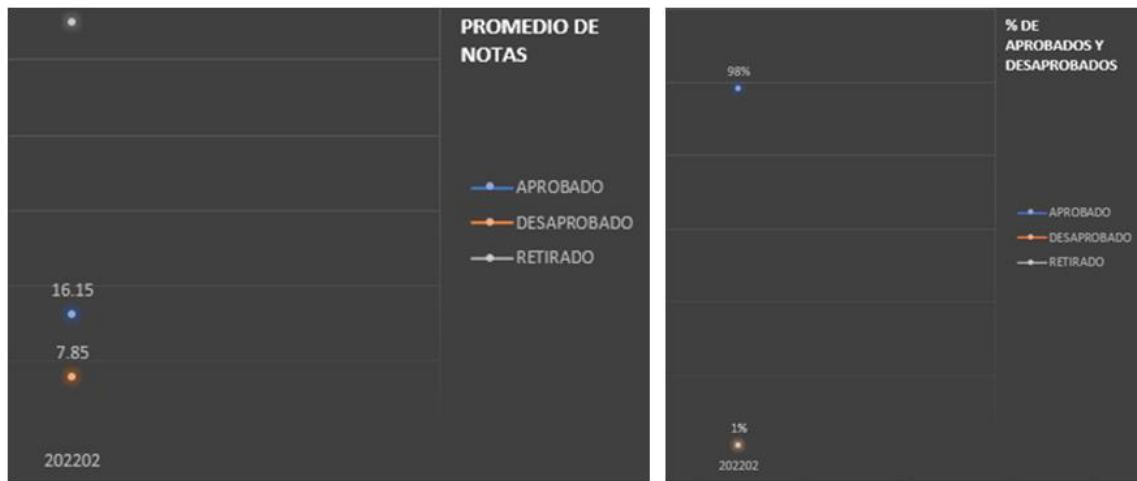 PROMEDIO DE
NOTAS
APROBADO
DESAPROBADO
RETIRADO
16.15
7.85
202202
% DE
APROBADOS Y
DESAPROBADOS
98%
APROBADO
DESAPROBADO
RETIRADO
1%
202202